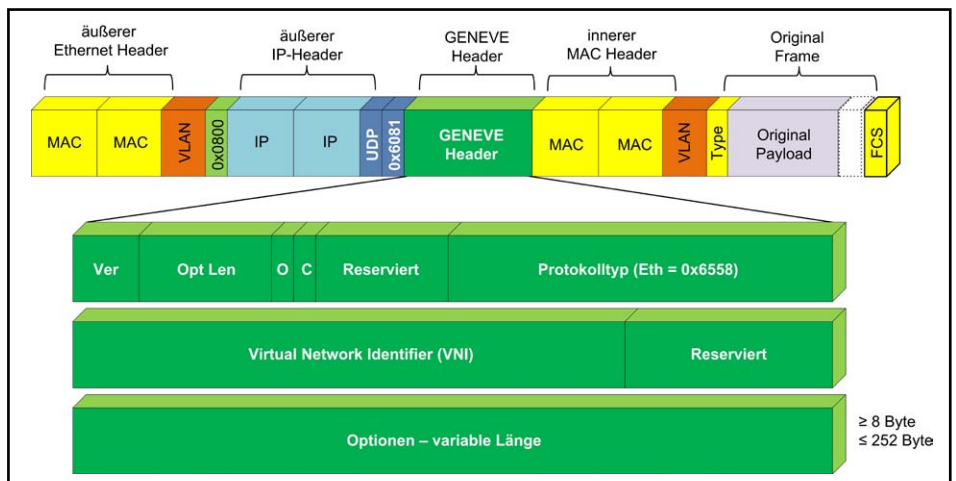 äußerer
Ethernet Header
äußerer
IP-Header
GENEVE
Header
innerer
MAC Header
Original
Frame
MAC
MAC
VLAN
0x0800
IP
IP
UDP
0x6081
GENEVE
Header
MAC
MAC
VLAN
Type
Original
Payload
FCS
Ver
Opt Len
O
C
Reserviert
Protokolltyp (Eth = 0x6558)
Virtual Network Identifier (VNI)
Reserviert
Optionen – variable Länge
≥ 8 Byte
≤ 252 Byte